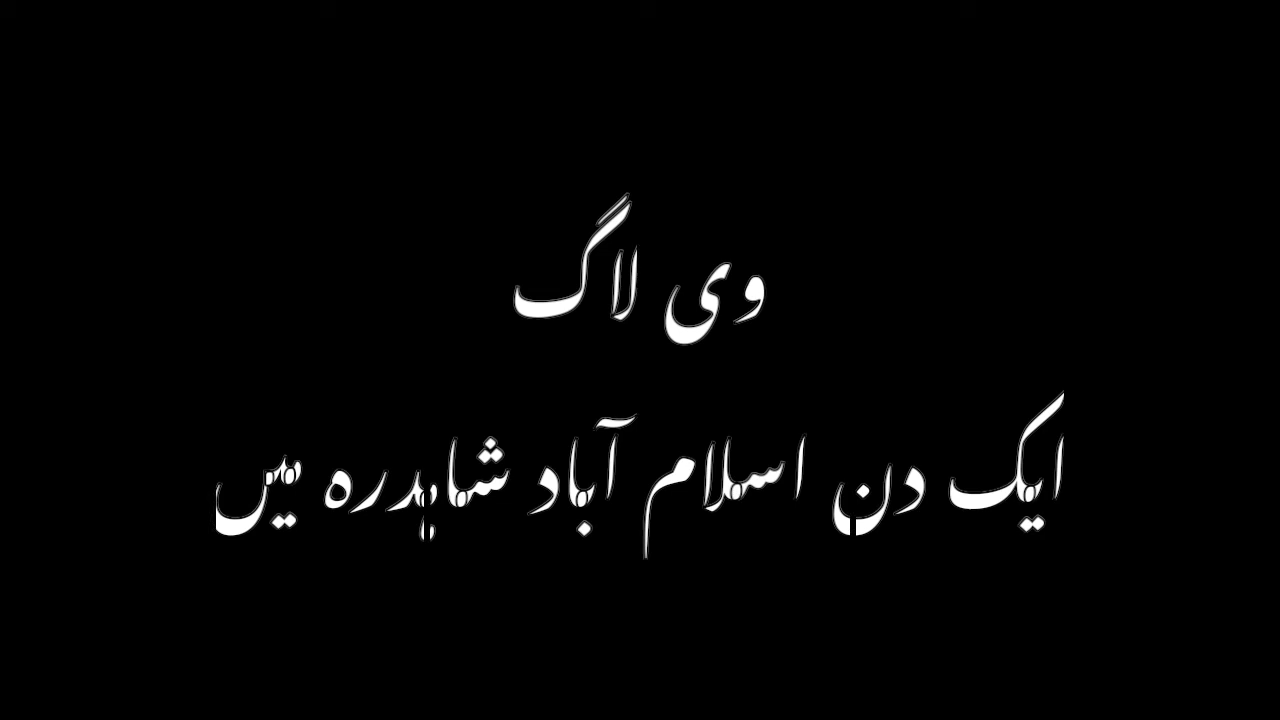 وی لاگ
ایک دن اسلام آباد شاہدرہ میں